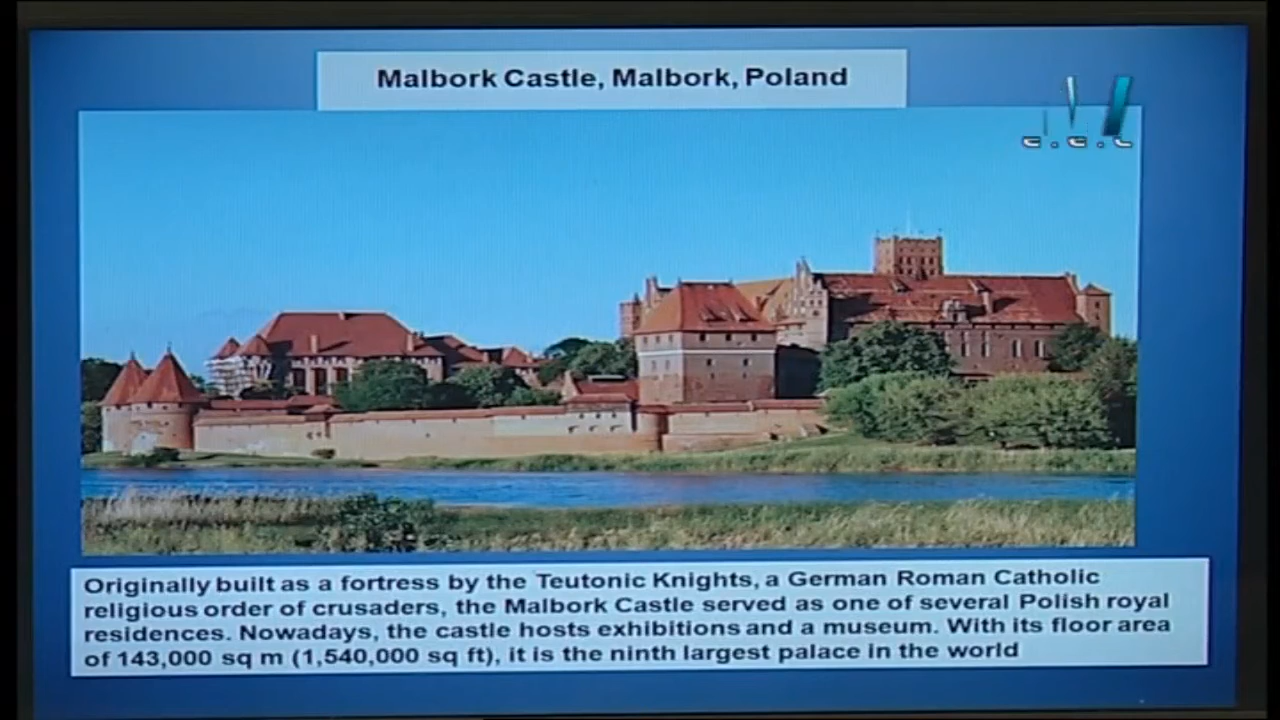 Malbork Castle, Malbork, Poland
Originally built as a fortress by the Teutonic Knights, a German Roman Catholic
religious order of crusaders, the Malbork Castle served as one of several Polish royal
residences. Nowadays, the castle hosts exhibitions and a museum. With its floor area
of 143,000 sq m (1,540,000 sq ft), it is the ninth largest palace in the world